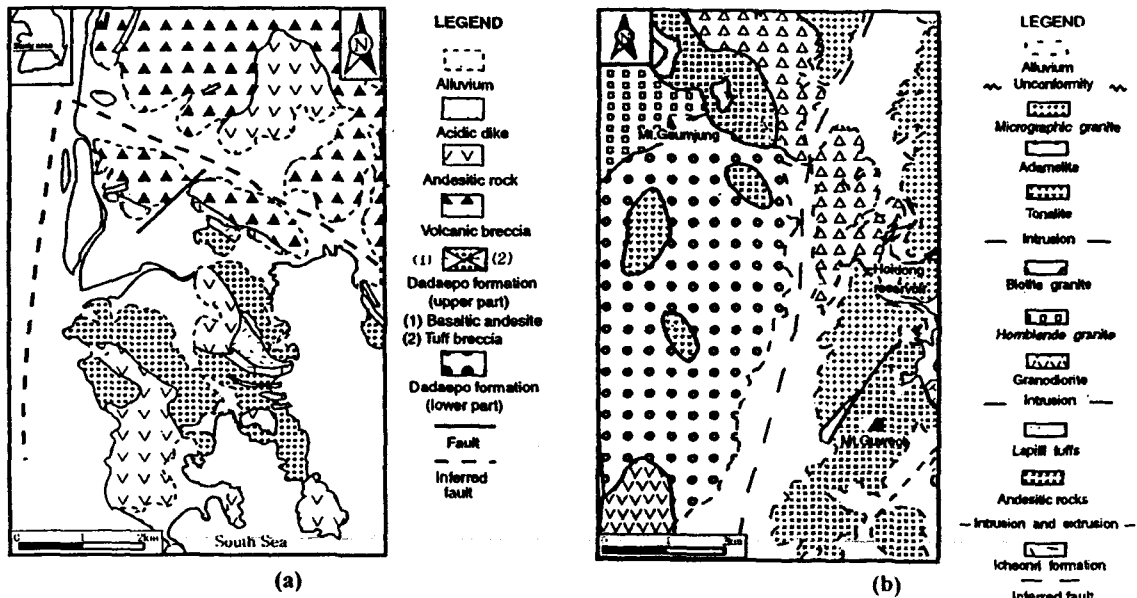 LEGEND
Alluvium
Acidic dike
Andesitic rock
Volcanic breccia
(1) (2)
Dadaepo formation
(upper part)
(1) Basaltic andesite
(2) Tuff breccia
Dadaepo formation
(lower part)
Fault
Inferred
fault
N
2km
South Sea
(a)
LEGEND
Alluvium
Unconformity
Micrographic granite
Adamelite
Tonalite
Intrusion
Biotite granite
Hornblende granite
Granodiorite
Intrusion
Lapilli tuffs
Andesitic rocks
Intrusion and extrusion
Icheonri formation
Inferred fault
N
Mt.Geumjung
Hoidong
reservoir
(b)